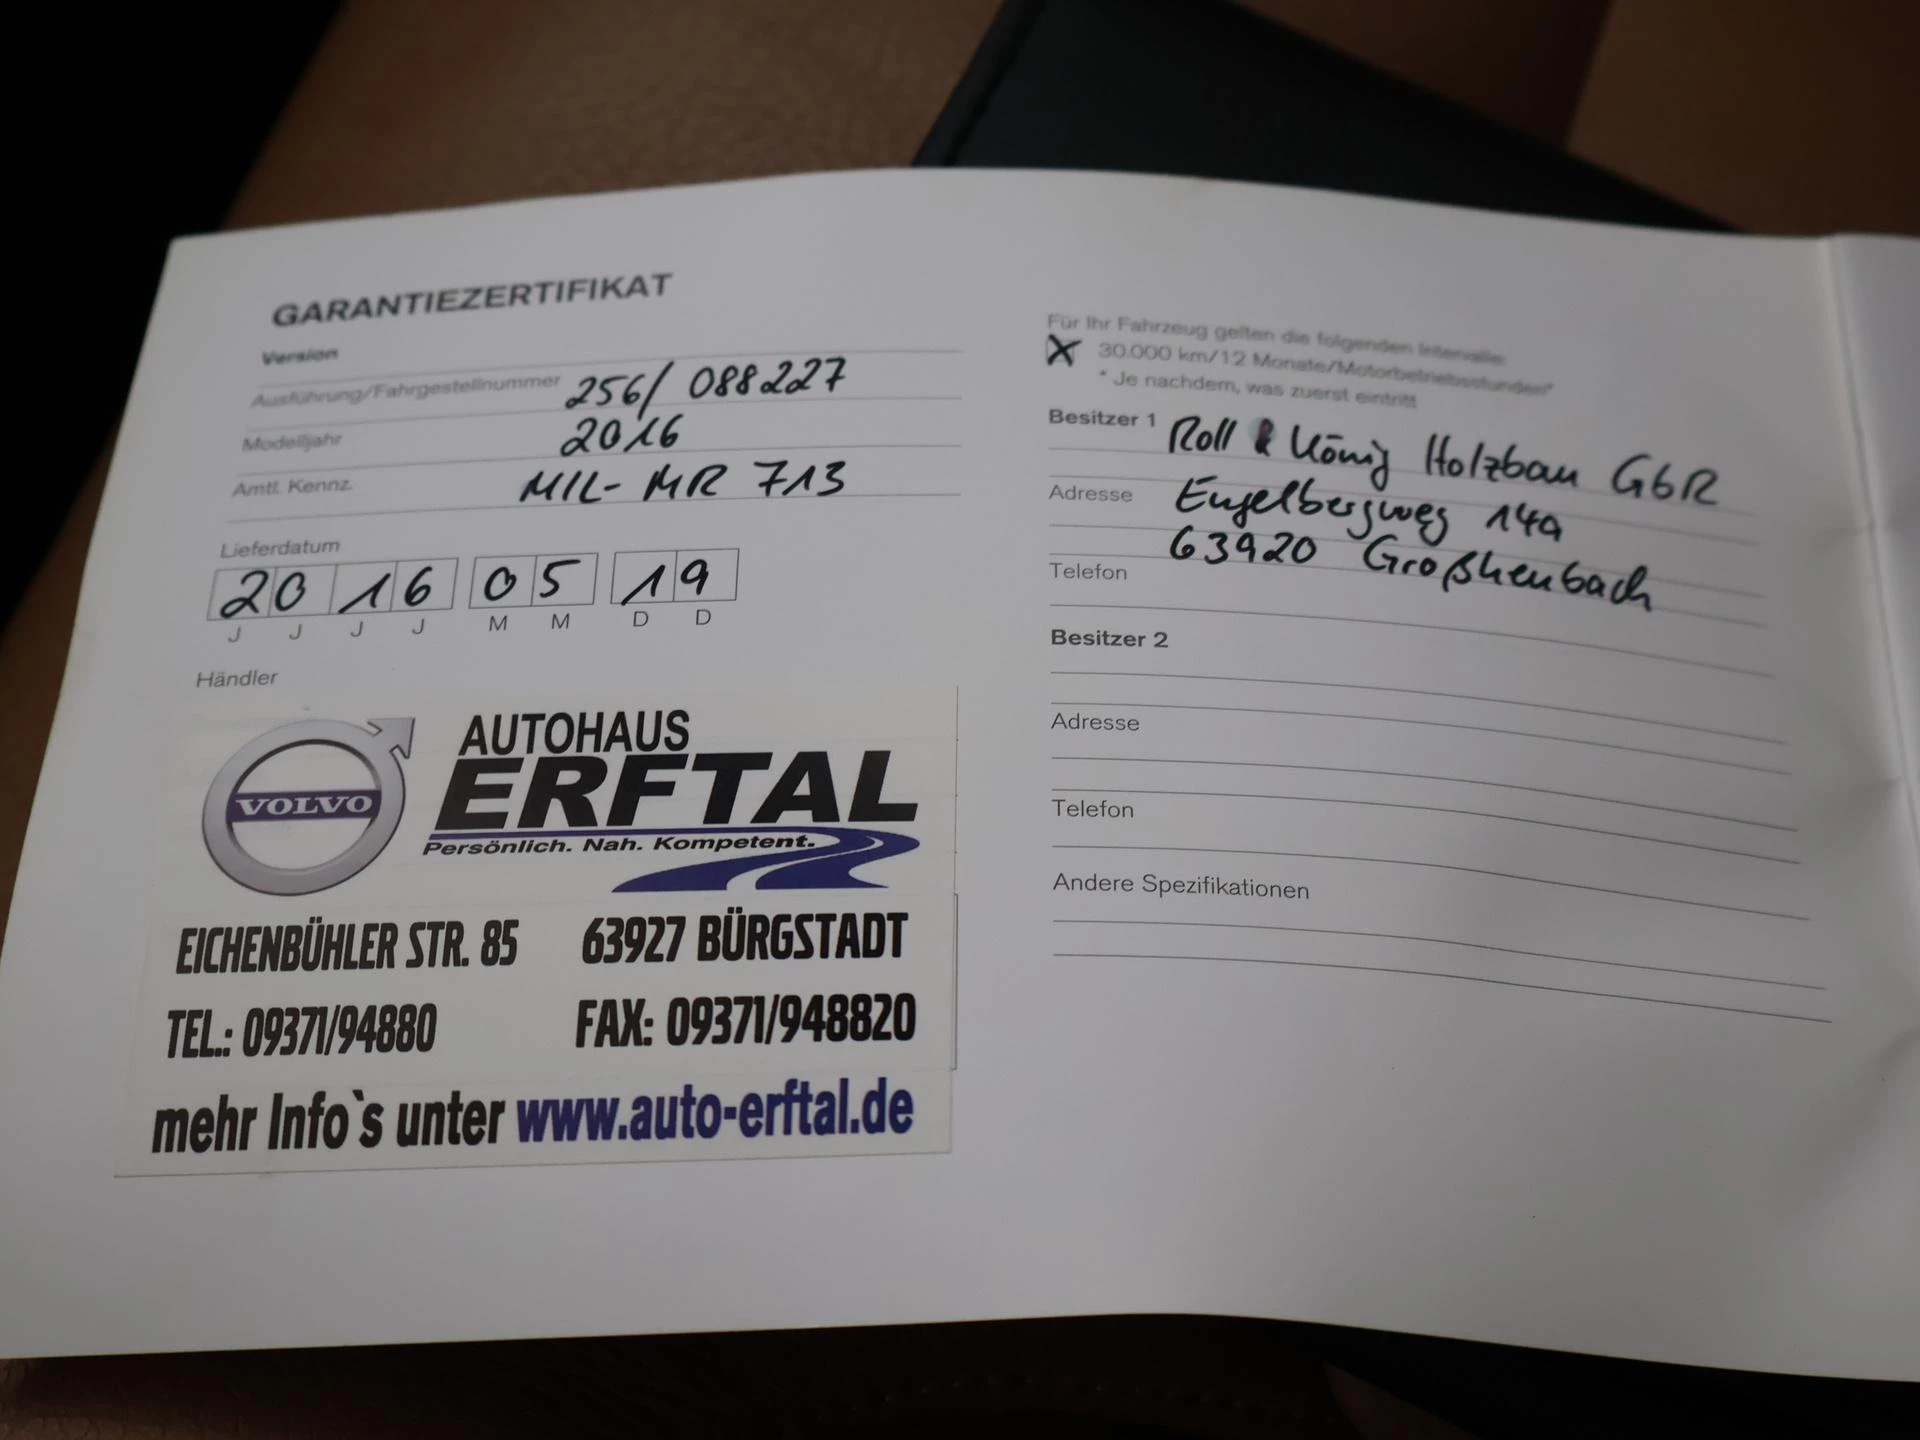 GARANTIEZERTIFIKAT
Version
Ausführung/Fahrgestellnummer 256/ 088227
Modelljahr 2016
Amtl. Kennz. MIL- MR 713
Lieferdatum
20 16 05 19
J J J J M M D D
Händler
VOLVO
AUTOHAUS
ERFTAL
Persönlich. Nah. Kompetent.
EICHENBÜHLER STR. 85 63927 BÜRGSTADT
TEL.: 09371/94880 FAX: 09371/948820
mehr Info`s unter www.auto-erftal.de
Für Ihr Fahrzeug gelten die folgenden Intervalle:
X 30.000 km/12 Monate/Motorbetriebsstunden*
* Je nachdem, was zuerst eintritt
Besitzer 1 Roll & König Holzbau GbR
Adresse Engelbergweg 14a
63920 Großheubach
Telefon
Besitzer 2
Adresse
Telefon
Andere Spezifikationen